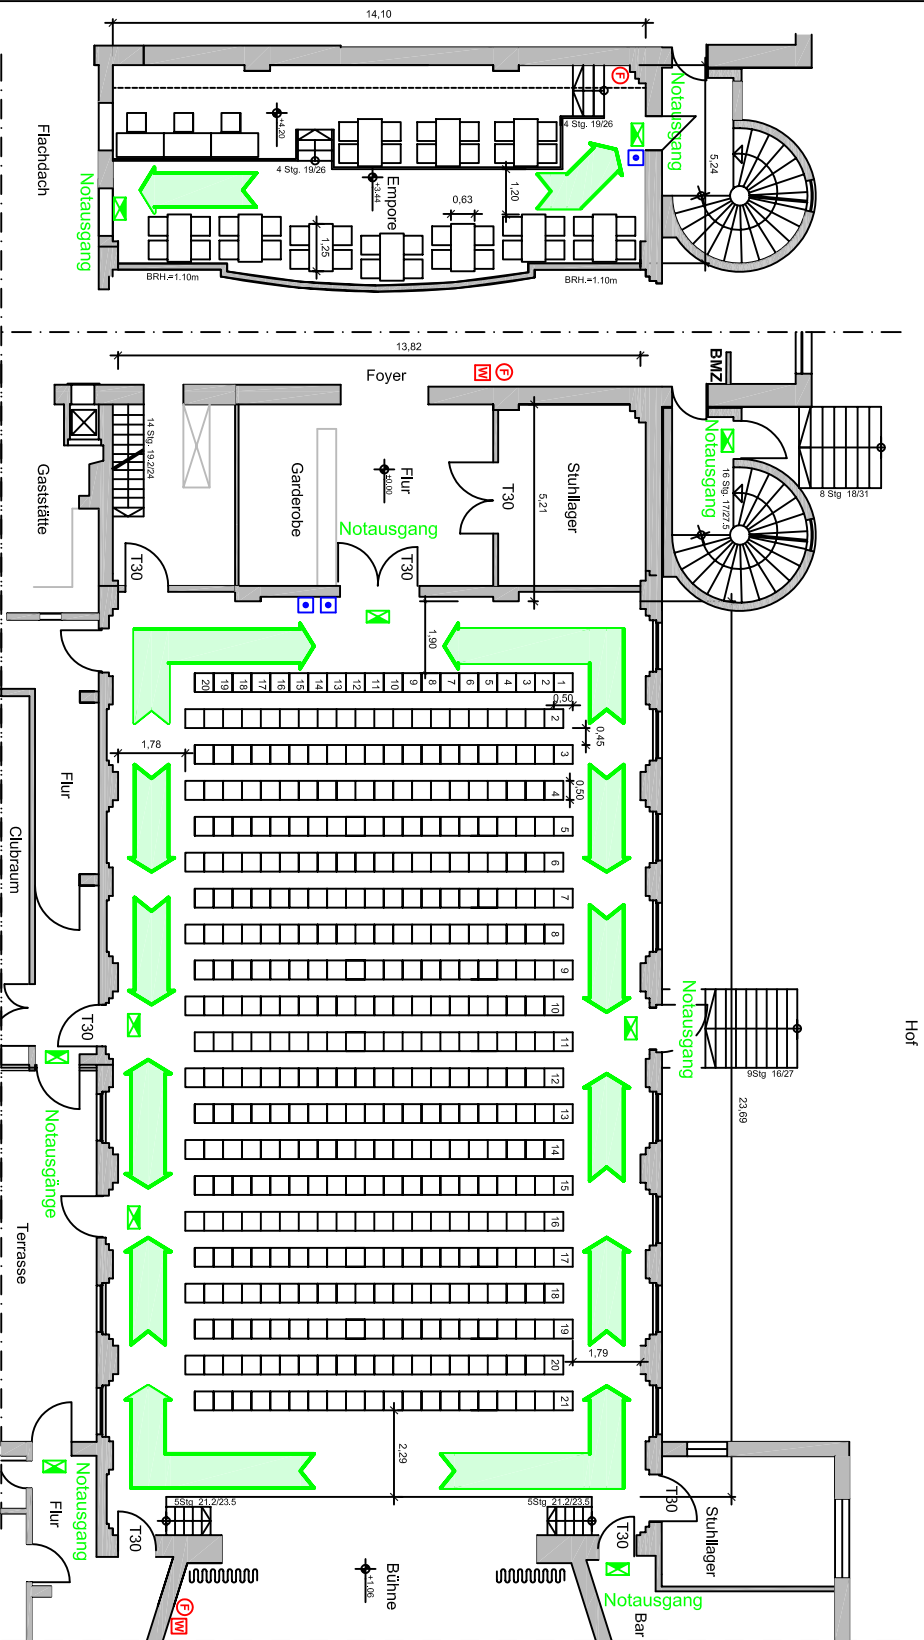 14,10
Flachdach
Notausgang
+4,20
4 Stg. 19/26
4 Stg. 19/26
F
Notausgang
5,24
+3,44
Empore
0,63
1,20
1,25
BRH.=1.10m
BRH.=1.10m
13,82
Foyer
W
F
BMZ
14 Stg. 19.2/24
Gaststätte
Garderobe
±0.00
Flur
Notausgang
T30
Stuhllager
5,21
Notausgang
16 Stg. 17/27.5
8 Stg 18/31
T30
T30
1,90
20 19 18 17 16 15 14 13 12 11 10 9 8 7 6 5 4 3 2 1
0,50
2
0,45
1,78
3
4
0,50
5
6
7
8
9
10
11
12
13
14
15
16
17
18
19
20
21
Flur
Clubraum
T30
Notausgänge
Terrasse
Notausgang
9Stg 16/27
Hof
23,69
1,79
2,29
Notausgang
Flur
T30
5Stg 21.2/23.5
5Stg 21.2/23.5
T30
T30
Stuhllager
+1,06
Bühne
F
W
Notausgang
Bar